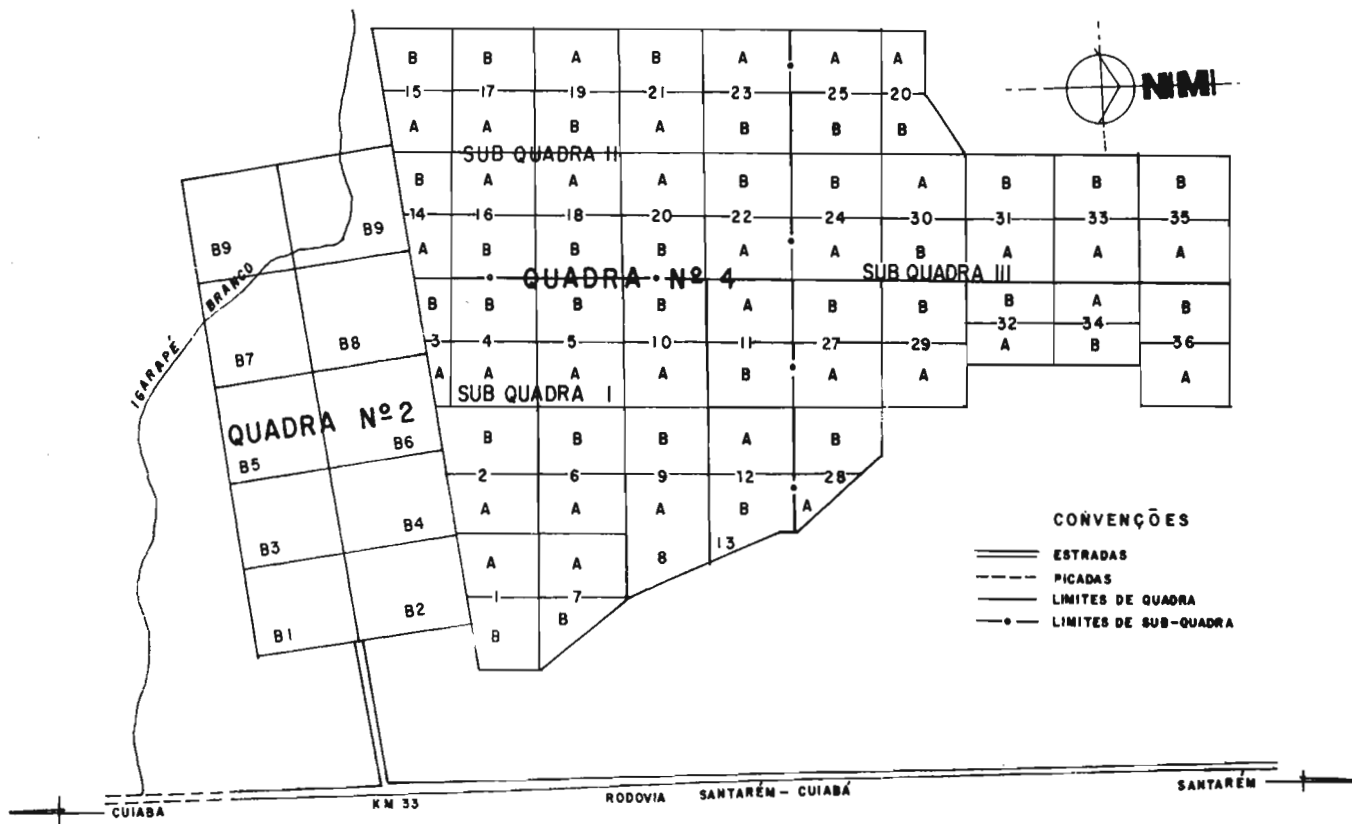 B B A B A A A
15 17 19 21 23 25 20
A A B A B B B
NM
SUB QUADRA II
B A A A B B A B B B
14 16 18 20 22 24 30 31 33 35
A B B B A A B A A A
B9 B9
IGARAPÉ BRANCO
QUADRA Nº 4
SUB QUADRA III
B B B B A B B B A B
32 34
3 4 5 10 11 27 29 36
A B
A A A A B A A A
B7 B8
SUB QUADRA I
QUADRA Nº 2
B5 B6
B B B A B
2 6 9 12 28
A A A B A
B3 B4
A A 8 13
1 7
B B
B1 B2
CONVENÇÕES
ESTRADAS
PICADAS
LIMITES DE QUADRA
LIMITES DE SUB-QUADRA
CUIABA
KM 33
RODOVIA SANTARÉM - CUIABÁ
SANTARÉM